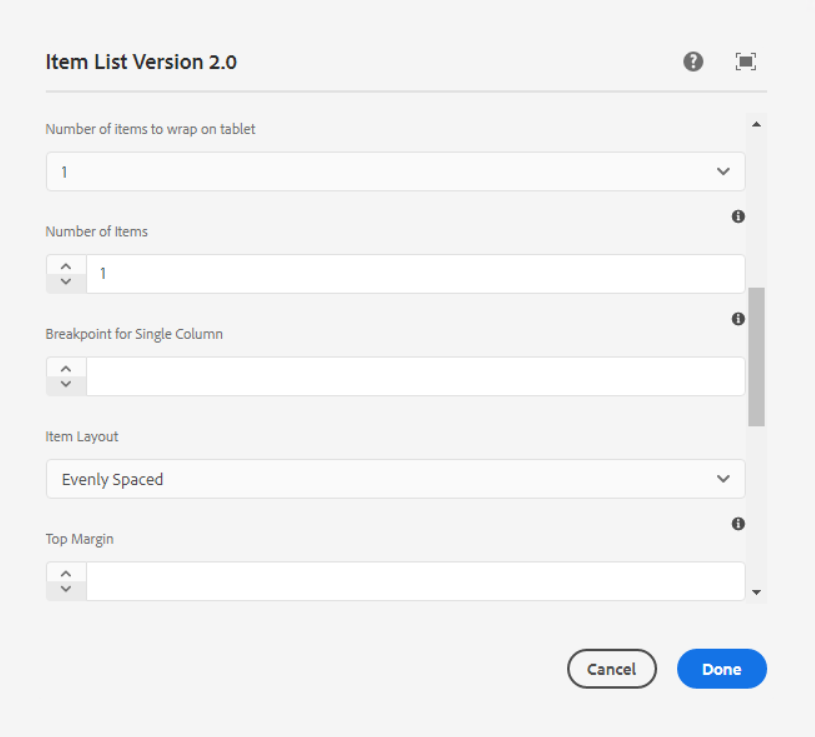 Item List Version 2.0
Number of items to wrap on tablet
1
Number of Items
1
Breakpoint for Single Column
Item Layout
Evenly Spaced
Top Margin
Cancel
Done